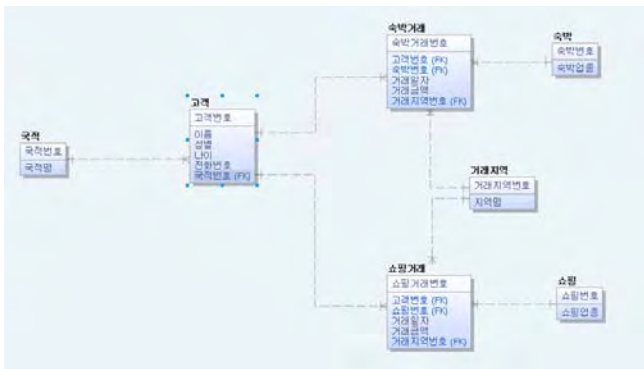 숙박거래
숙박거래번호
고객번호 (FK)
숙박번호 (FK)
거래일자
거래금액
거래지역번호 (FK)
숙박
숙박번호
숙박업종
고객
고객번호
이름
성별
나이
전화번호
국적번호 (FK)
국적
국적번호
국적명
거래지역
거래지역번호
지역명
쇼핑거래
쇼핑거래번호
고객번호 (FK)
쇼핑번호 (FK)
거래일자
거래금액
거래지역번호 (FK)
쇼핑
쇼핑번호
쇼핑업종